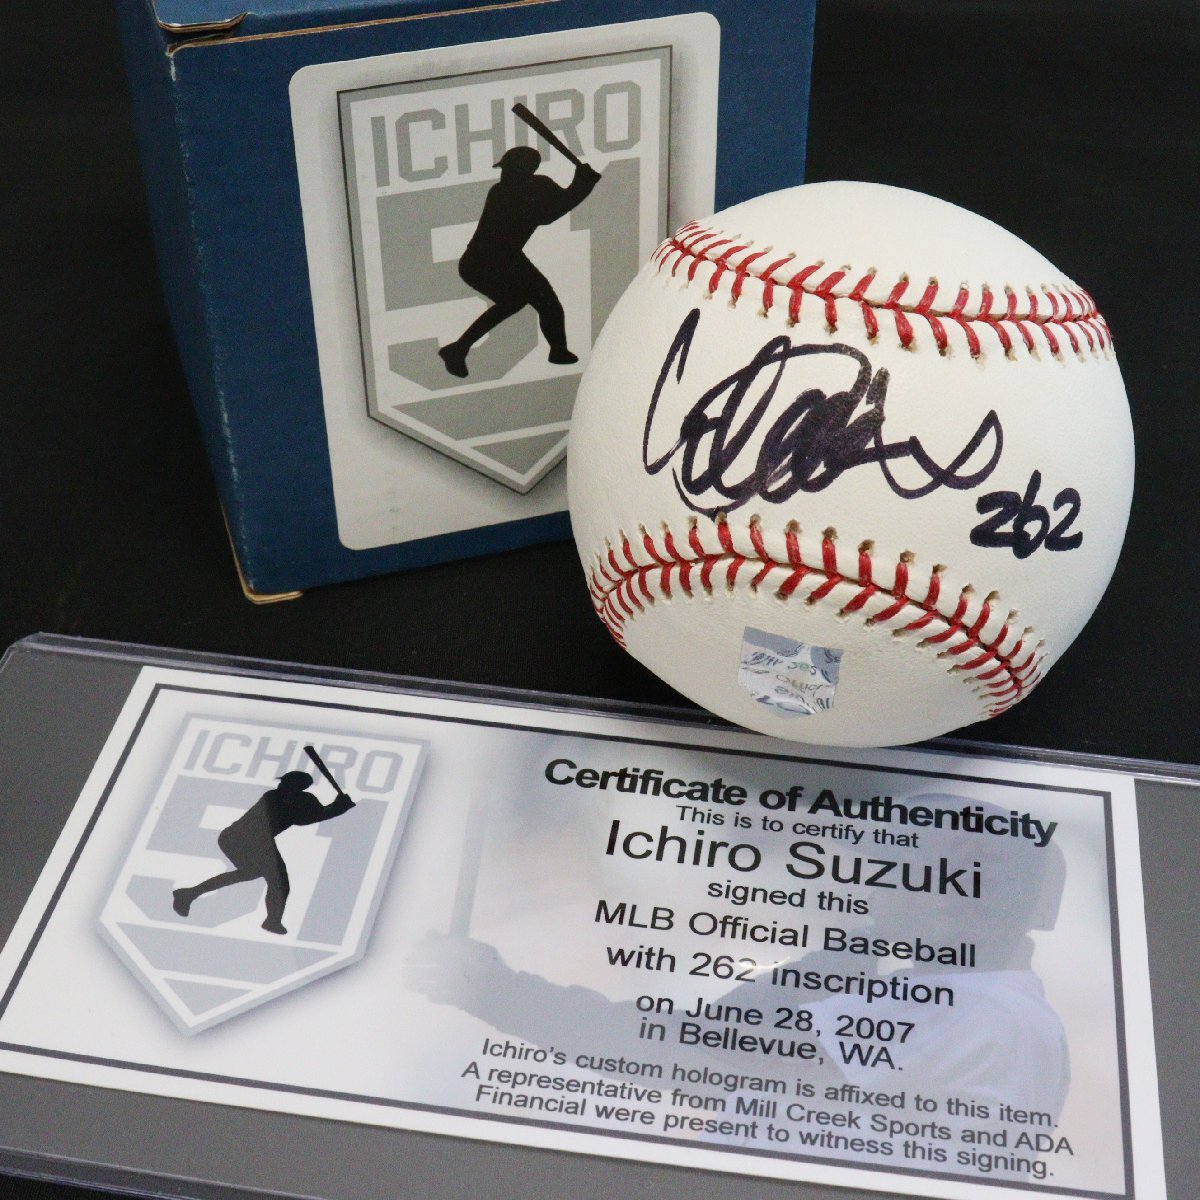 ICHIRO
51
262
ICHIRO
51
Certificate of Authenticity
This is to certify that
Ichiro Suzuki
signed this
MLB Official Baseball
with 262 inscription
on June 28, 2007
in Bellevue, WA.
Ichiro's custom hologram is affixed to this item.
A representative from Mill Creek Sports and ADA
Financial were present to witness this signing.